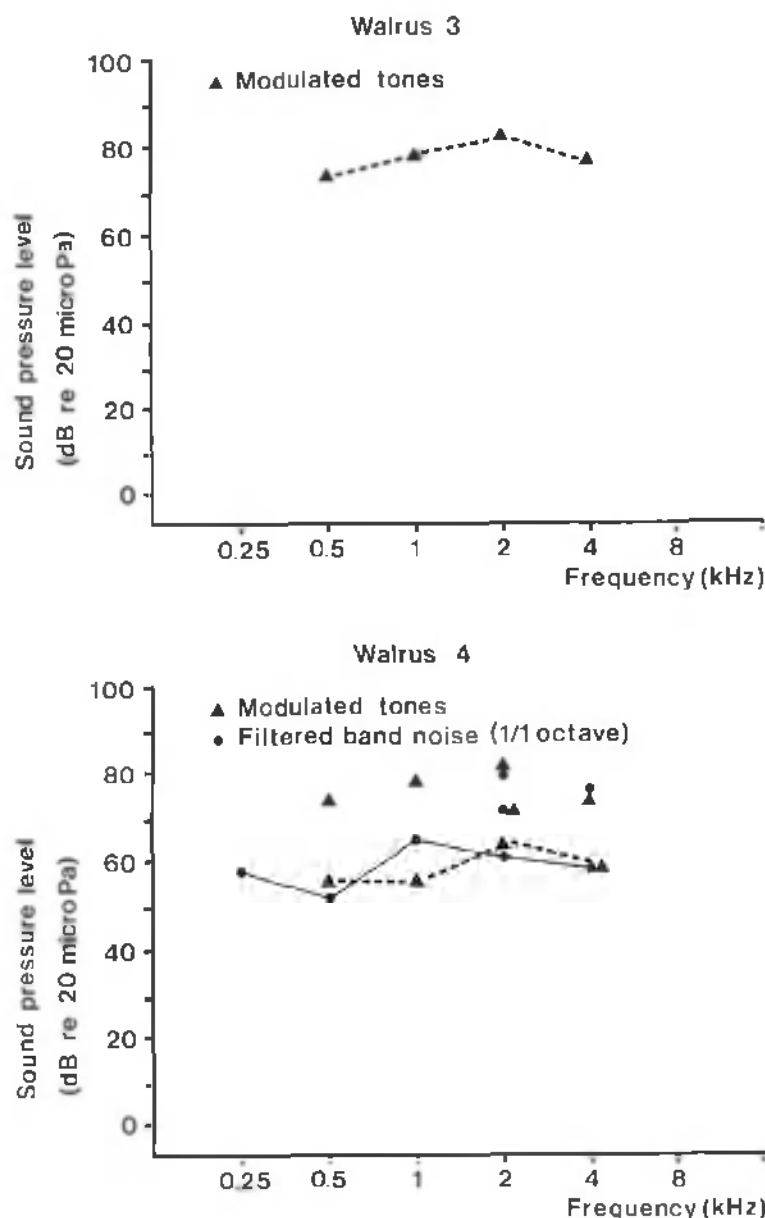 Walrus 3
▲ Modulated tones
100
80
60
40
20
0
Sound pressure level
(dB re 20 microPa)
0.25 0.5 1 2 4 8
Frequency (kHz)
Walrus 4
▲ Modulated tones
• Filtered band noise (1/1 octave)
100
80
60
40
20
0
Sound pressure level
(dB re 20 microPa)
0.25 0.5 1 2 4 8
Frequency (kHz)